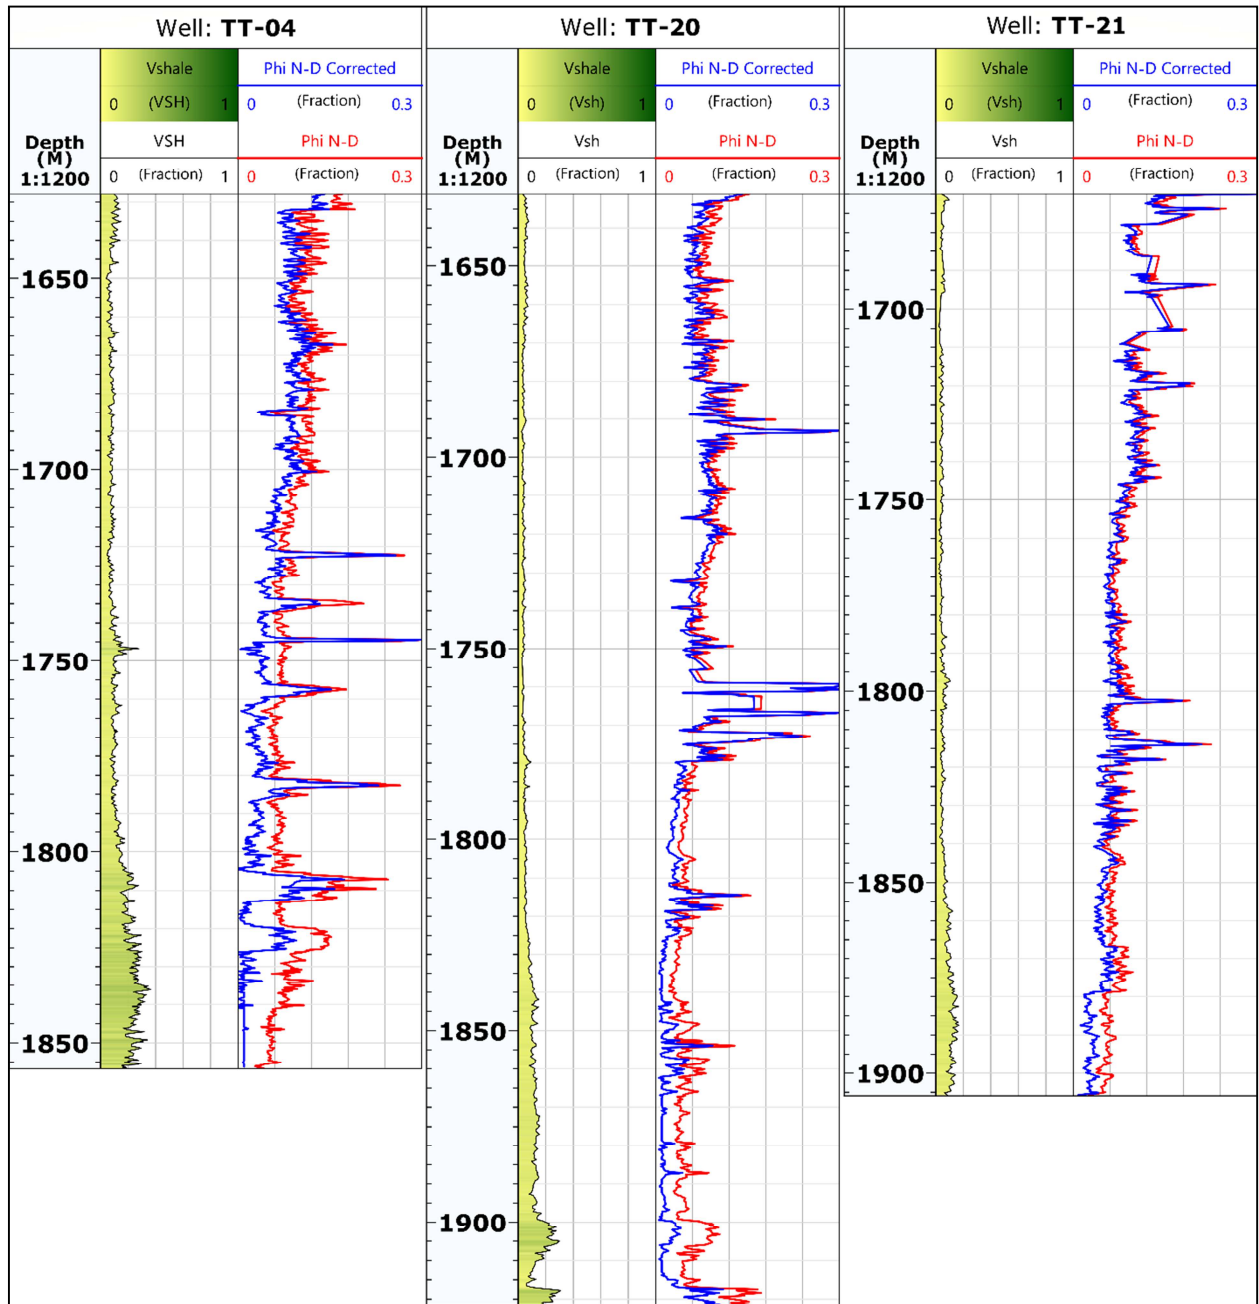 Well: TT-04
Vshale
0 (VSH) 1
VSH
0 (Fraction) 1
Phi N-D Corrected
0 (Fraction) 0.3
Phi N-D
0 (Fraction) 0.3
Depth
(M)
1:1200
1650
1700
1750
1800
1850
Well: TT-20
Vshale
0 (Vsh) 1
Vsh
0 (Fraction) 1
Phi N-D Corrected
0 (Fraction) 0.3
Phi N-D
0 (Fraction) 0.3
Depth
(M)
1:1200
1650
1700
1750
1800
1850
1900
Well: TT-21
Vshale
0 (Vsh) 1
Vsh
0 (Fraction) 1
Phi N-D Corrected
0 (Fraction) 0.3
Phi N-D
0 (Fraction) 0.3
Depth
(M)
1:1200
1700
1750
1800
1850
1900